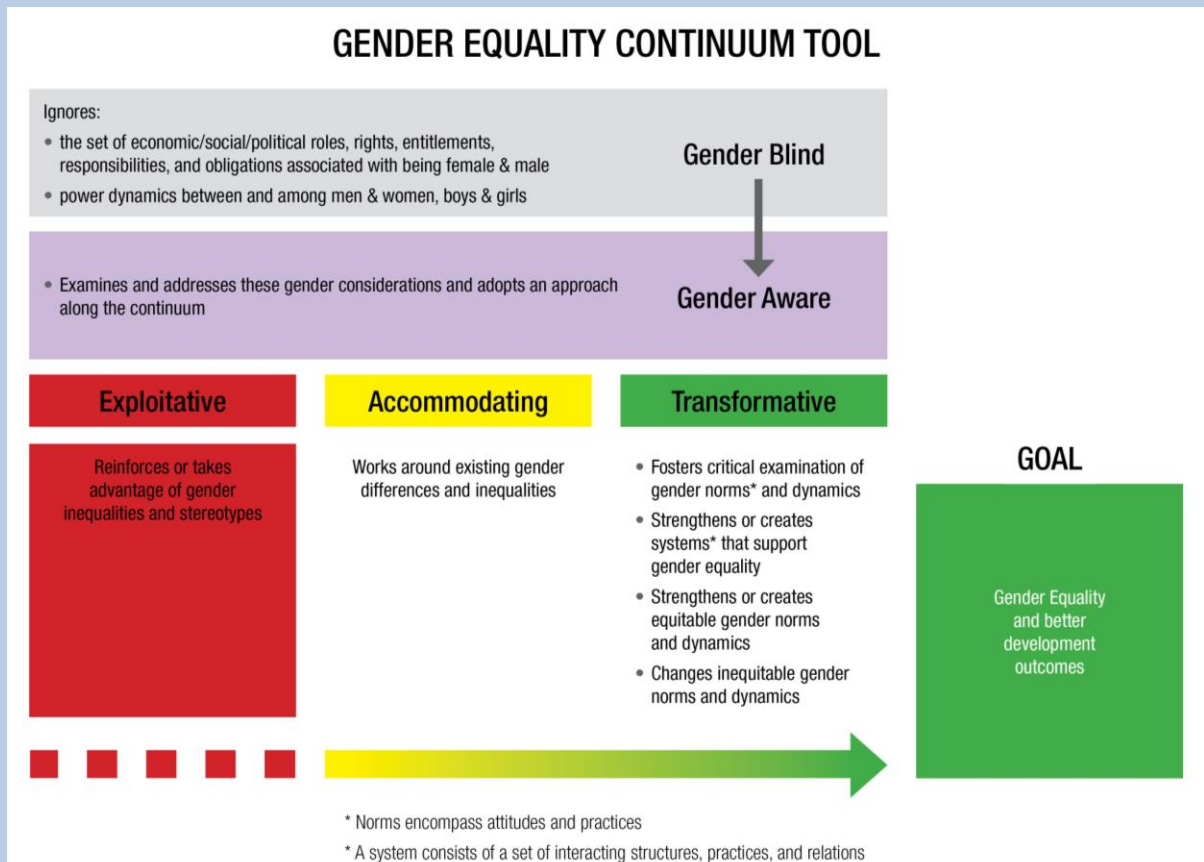 GENDER EQUALITY CONTINUUM TOOL
Ignores:
• the set of economic/social/political roles, rights, entitlements,
responsibilities, and obligations associated with being female & male
• power dynamics between and among men & women, boys & girls
Gender Blind
• Examines and addresses these gender considerations and adopts an approach
along the continuum
Gender Aware
Exploitative
Reinforces or takes
advantage of gender
inequalities and stereotypes
Accommodating
Works around existing gender
differences and inequalities
Transformative
• Fosters critical examination of
gender norms* and dynamics
• Strengthens or creates
systems* that support
gender equality
• Strengthens or creates
equitable gender norms
and dynamics
• Changes inequitable gender
norms and dynamics
GOAL
Gender Equality
and better
development
outcomes
* Norms encompass attitudes and practices
* A system consists of a set of interacting structures, practices, and relations